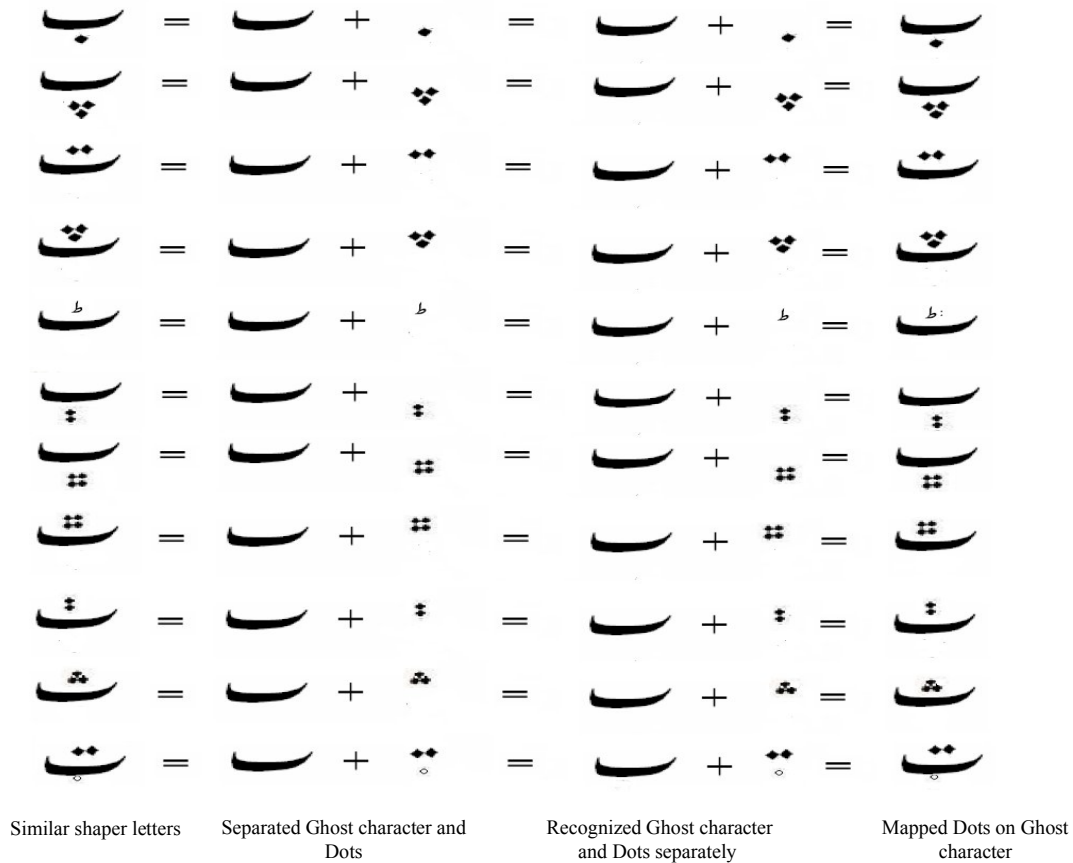 ب = ٮ + = ٮ + = ب
پ = ٮ + = ٮ + = پ
ت = ٮ + = ٮ + = ت
ث = ٮ + = ٮ + = ث
ٹ = ٮ + ط = ٮ + ط = ٹ
ٻ = ٮ + = ٮ + = ٻ
ڀ = ٮ + = ٮ + = ڀ
ٿ = ٮ + = ٮ + = ٿ
ٺ = ٮ + = ٮ + = ٺ
ٽ = ٮ + = ٮ + = ٽ
ټ = ٮ + = ٮ + = ټ
Similar shaper letters
Separated Ghost character and
Dots
Recognized Ghost character
and Dots separately
Mapped Dots on Ghost
character